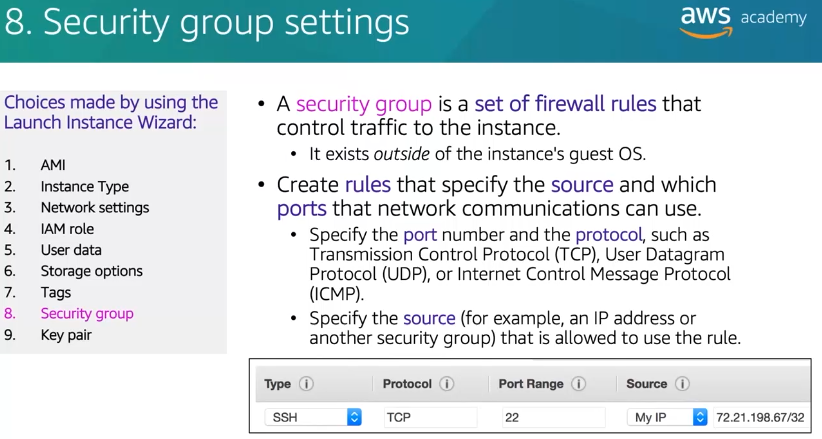 8. Security group settings
aws academy
Choices made by using the
Launch Instance Wizard:
1. AMI
2. Instance Type
3. Network settings
4. IAM role
5. User data
6. Storage options
7. Tags
8. Security group
9. Key pair
• A security group is a set of firewall rules that
control traffic to the instance.
• It exists outside of the instance's guest OS.
• Create rules that specify the source and which
ports that network communications can use.
• Specify the port number and the protocol, such as
Transmission Control Protocol (TCP), User Datagram
Protocol (UDP), or Internet Control Message Protocol
(ICMP).
• Specify the source (for example, an IP address or
another security group) that is allowed to use the rule.
Type i Protocol i Port Range i Source i
SSH TCP 22 My IP 72.21.198.67/32